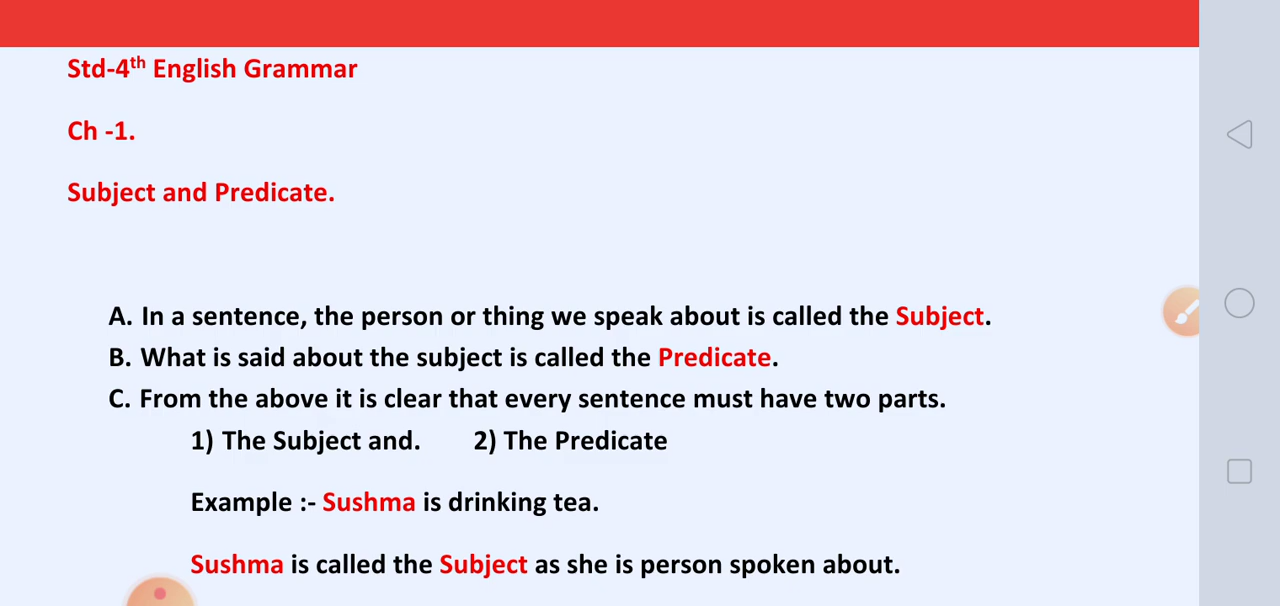 Std-4th English Grammar
Ch -1.
Subject and Predicate.
A. In a sentence, the person or thing we speak about is called the Subject.
B. What is said about the subject is called the Predicate.
C. From the above it is clear that every sentence must have two parts.
1) The Subject and. 2) The Predicate
Example :- Sushma is drinking tea.
Sushma is called the Subject as she is person spoken about.